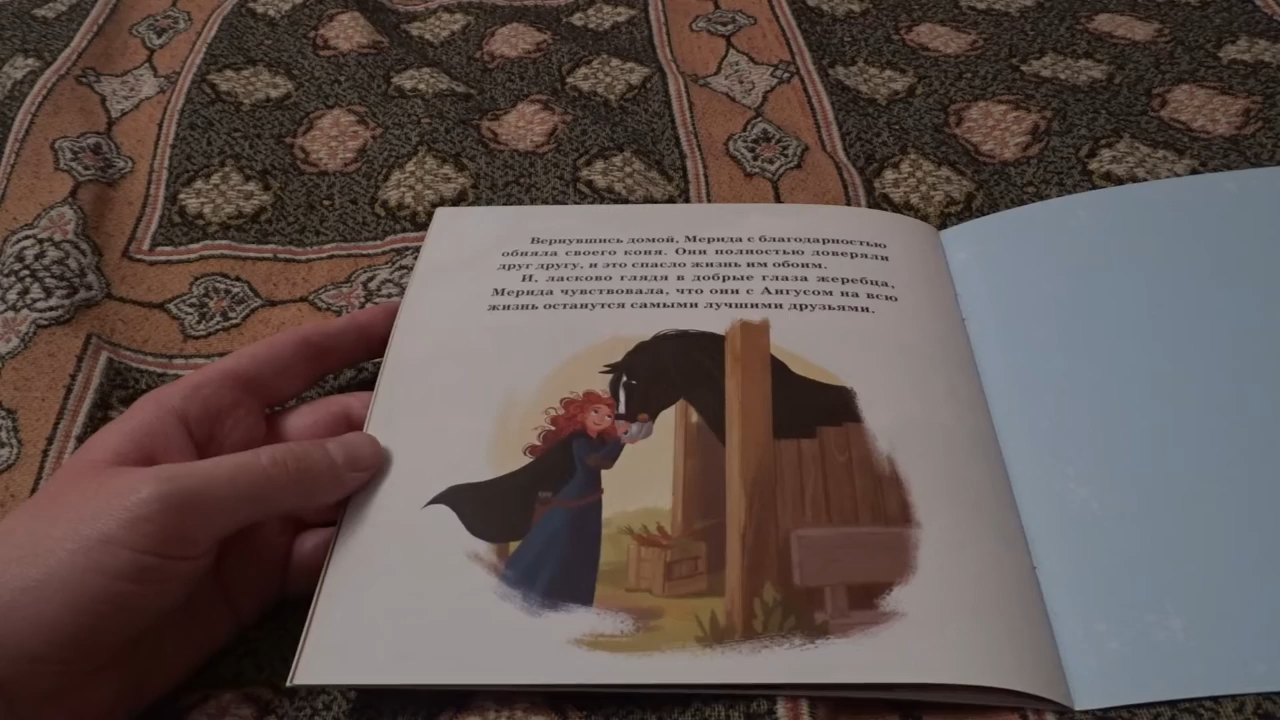 Вернувшись домой, Мерида с благодарностью
обняла своего коня. Они полностью доверяли
друг другу, и это спасло жизнь им обоим.
И, ласково глядя в добрые глаза жеребца,
Мерида чувствовала, что они с Ангусом на всю
жизнь останутся самыми лучшими друзьями.